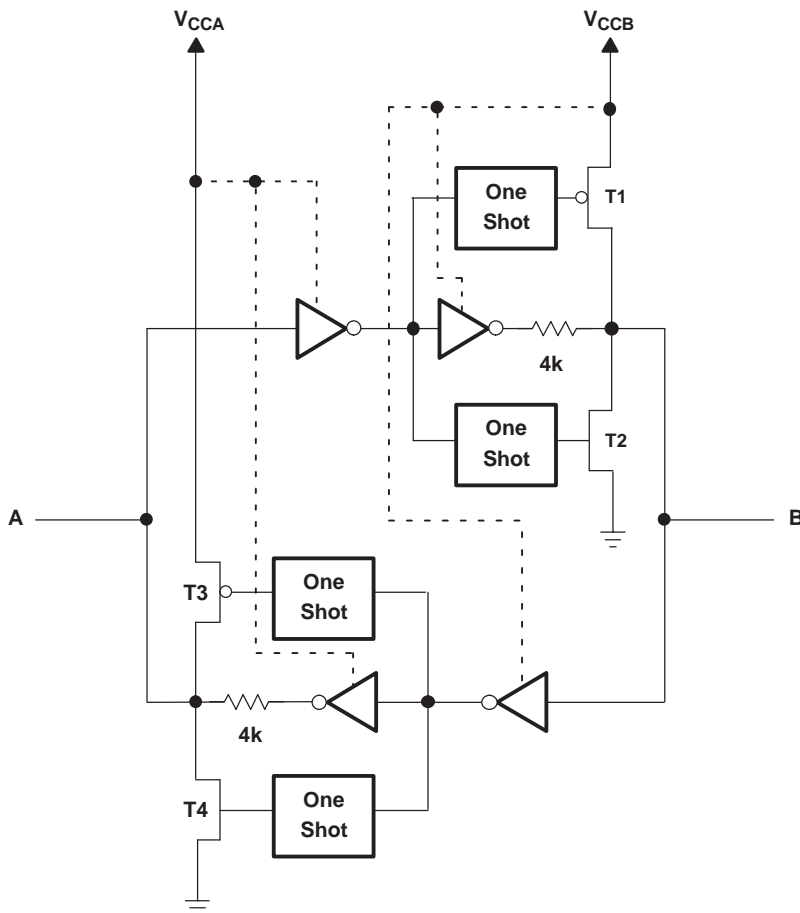 VCCA
VCCB
One
Shot
T1
4k
One
Shot
T2
A
B
T3
One
Shot
4k
T4
One
Shot